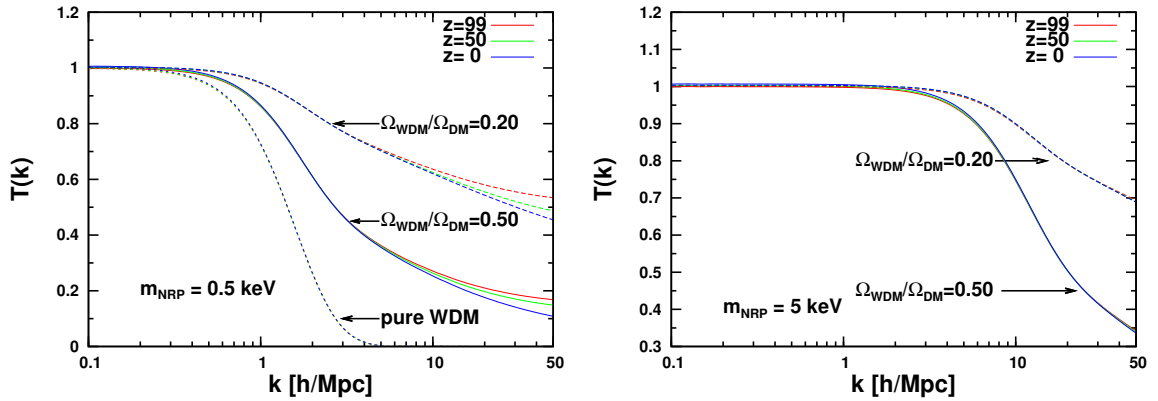 T(k)
1.2
1
0.8
0.6
0.4
0.2
0
z=99
z=50
z= 0
Ω_WDM/Ω_DM=0.20
Ω_WDM/Ω_DM=0.50
m_NRP = 0.5 keV
pure WDM
0.1
1
10
50
k [h/Mpc]
T(k)
1.2
1.1
1.0
0.9
0.8
0.7
0.6
0.5
0.4
0.3
z=99
z=50
z= 0
Ω_WDM/Ω_DM=0.20
Ω_WDM/Ω_DM=0.50
m_NRP = 5 keV
0.1
1
10
50
k [h/Mpc]